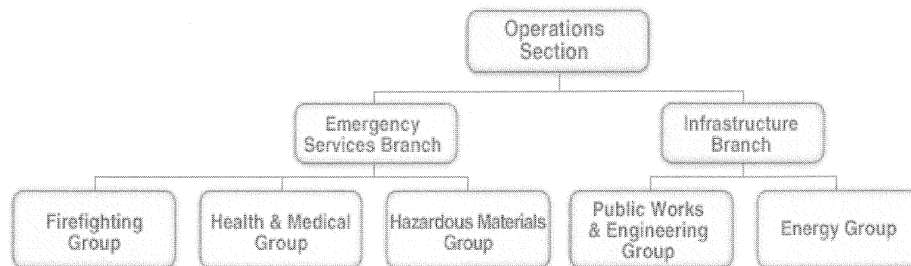 Operations
Section
Emergency
Services Branch
Infrastructure
Branch
Firefighting
Group
Health & Medical
Group
Hazardous Materials
Group
Public Works
& Engineering
Group
Energy Group